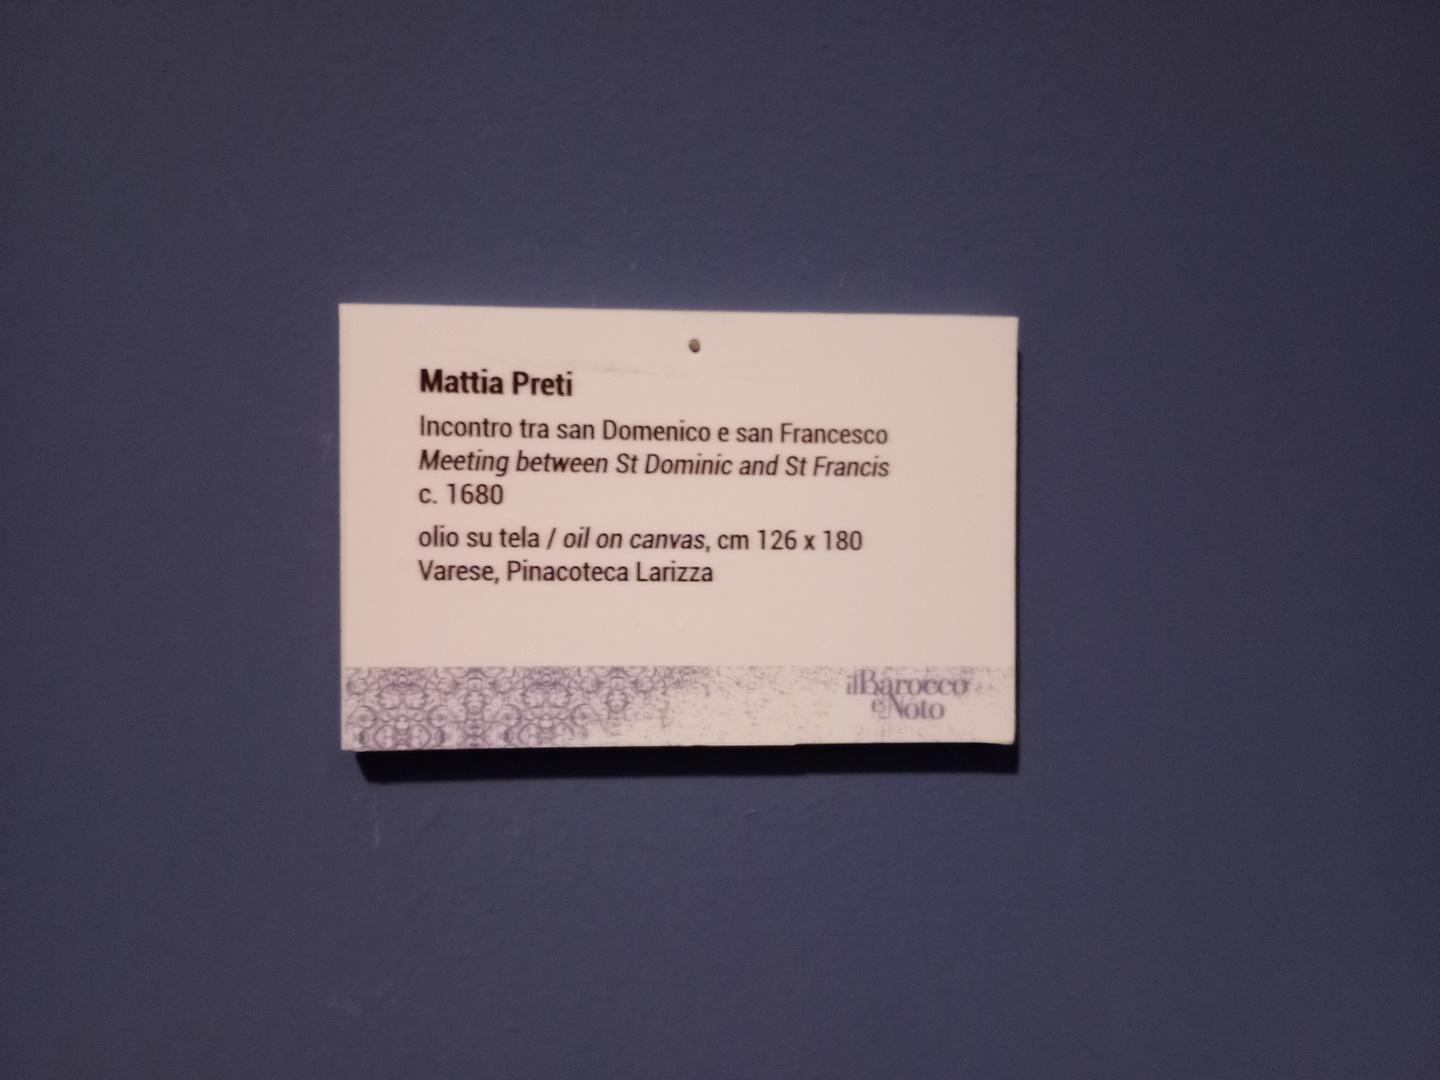 Mattia Preti
Incontro tra san Domenico e san Francesco
Meeting between St Dominic and St Francis
c. 1680
olio su tela / oil on canvas, cm 126 x 180
Varese, Pinacoteca Larizza
il Barocco
e Noto